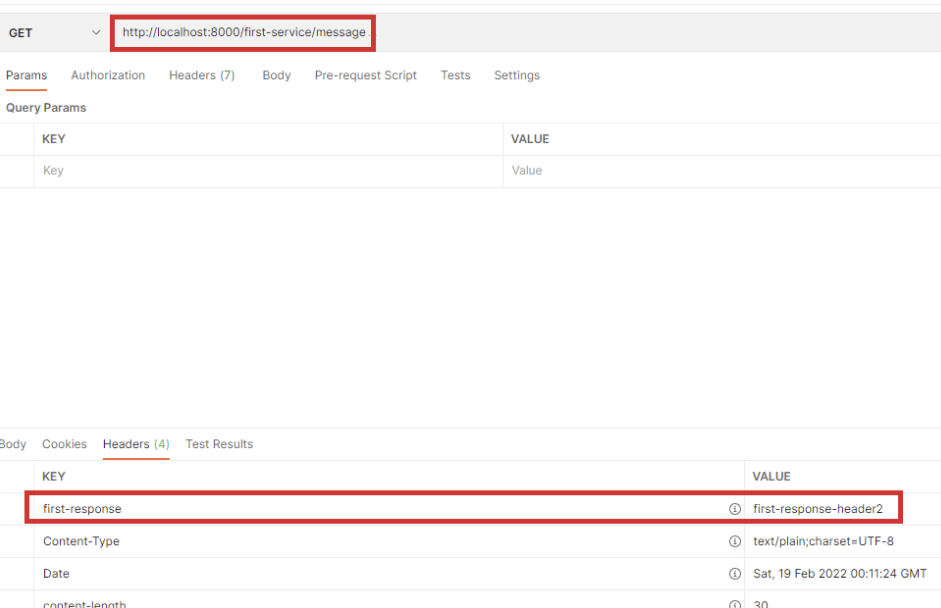 GET http://localhost:8000/first-service/message
Params Authorization Headers (7) Body Pre-request Script Tests Settings
Query Params
KEY VALUE
Key Value
Body Cookies Headers (4) Test Results
KEY VALUE
first-response first-response-header2
Content-Type text/plain;charset=UTF-8
Date Sat, 19 Feb 2022 00:11:24 GMT
content-length 30